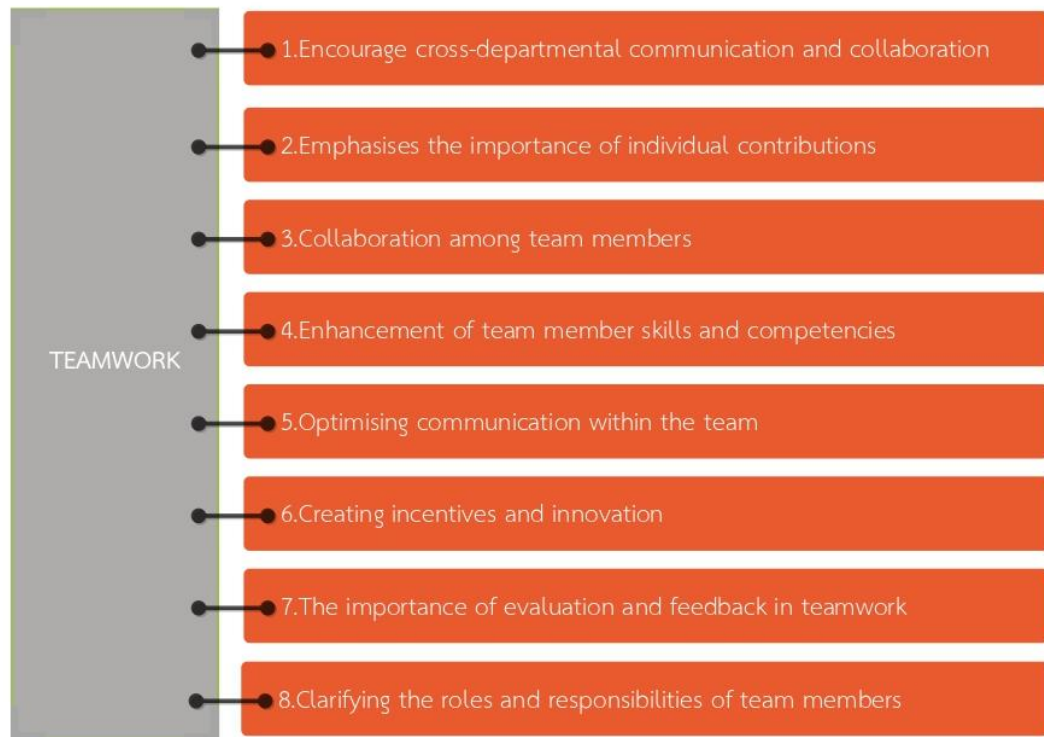 1.Encourage cross-departmental communication and collaboration
2.Emphasises the importance of individual contributions
3.Collaboration among team members
4.Enhancement of team member skills and competencies
TEAMWORK
5.Optimising communication within the team
6.Creating incentives and innovation
7.The importance of evaluation and feedback in teamwork
8.Clarifying the roles and responsibilities of team members